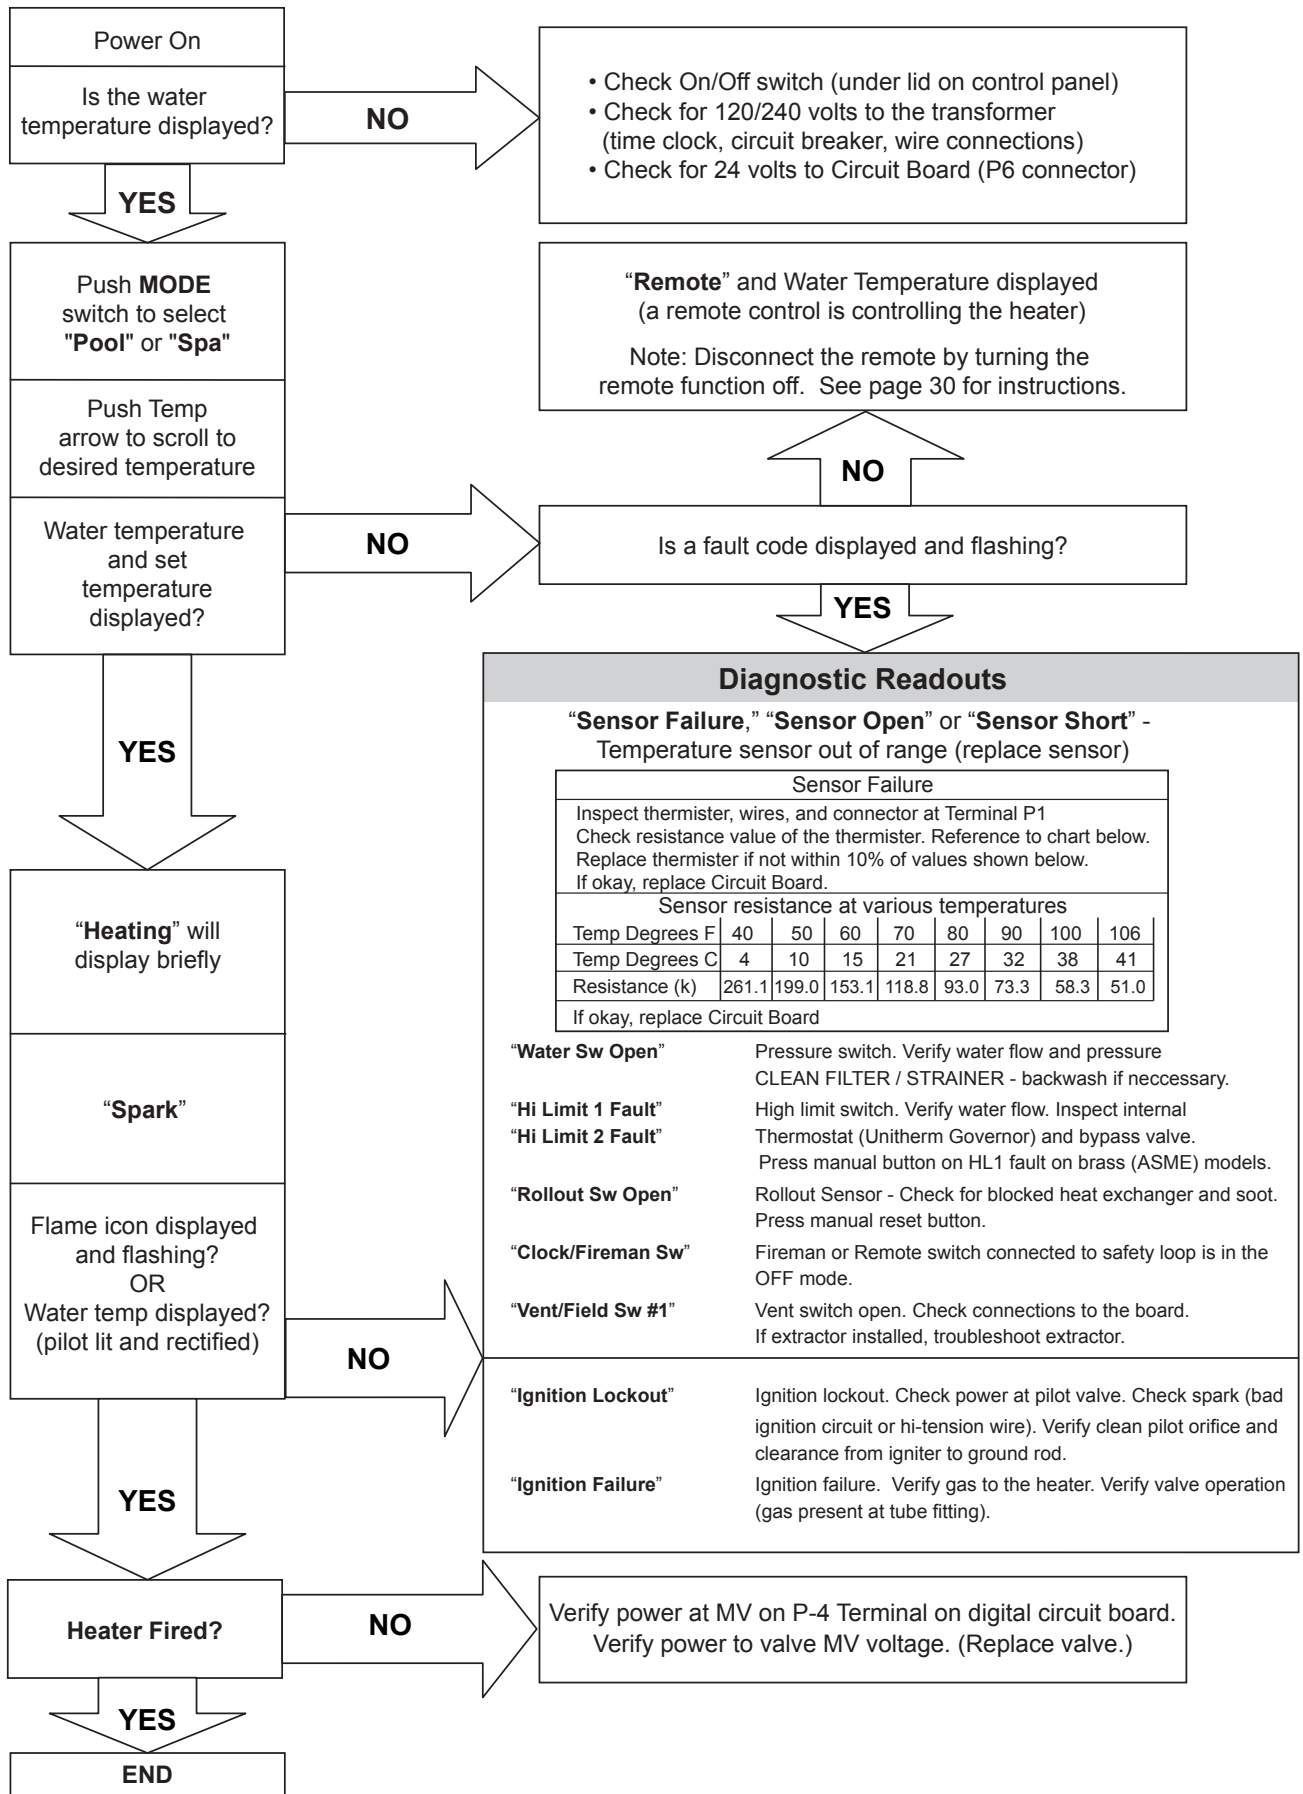 Power On
Is the water
temperature displayed?
NO
• Check On/Off switch (under lid on control panel)
• Check for 120/240 volts to the transformer
(time clock, circuit breaker, wire connections)
• Check for 24 volts to Circuit Board (P6 connector)
YES
Push MODE
switch to select
"Pool" or "Spa"
Push Temp
arrow to scroll to
desired temperature
Water temperature
and set
temperature
displayed?
NO
Is a fault code displayed and flashing?
NO
“Remote” and Water Temperature displayed
(a remote control is controlling the heater)
Note: Disconnect the remote by turning the
remote function off. See page 30 for instructions.
YES
Diagnostic Readouts
“Sensor Failure,” “Sensor Open” or “Sensor Short” -
Temperature sensor out of range (replace sensor)
Sensor Failure
Inspect thermister, wires, and connector at Terminal P1
Check resistance value of the thermister. Reference to chart below.
Replace thermister if not within 10% of values shown below.
If okay, replace Circuit Board.
Sensor resistance at various temperatures
Temp Degrees F 40 50 60 70 80 90 100 106
Temp Degrees C 4 10 15 21 27 32 38 41
Resistance (k) 261.1 199.0 153.1 118.8 93.0 73.3 58.3 51.0
If okay, replace Circuit Board
“Water Sw Open” Pressure switch. Verify water flow and pressure
CLEAN FILTER / STRAINER - backwash if neccessary.
“Hi Limit 1 Fault” High limit switch. Verify water flow. Inspect internal
“Hi Limit 2 Fault” Thermostat (Unitherm Governor) and bypass valve.
Press manual button on HL1 fault on brass (ASME) models.
“Rollout Sw Open” Rollout Sensor - Check for blocked heat exchanger and soot.
Press manual reset button.
“Clock/Fireman Sw” Fireman or Remote switch connected to safety loop is in the
OFF mode.
“Vent/Field Sw #1” Vent switch open. Check connections to the board.
If extractor installed, troubleshoot extractor.
“Ignition Lockout” Ignition lockout. Check power at pilot valve. Check spark (bad
ignition circuit or hi-tension wire). Verify clean pilot orifice and
clearance from igniter to ground rod.
“Ignition Failure” Ignition failure. Verify gas to the heater. Verify valve operation
(gas present at tube fitting).
YES
“Heating” will
display briefly
“Spark”
Flame icon displayed
and flashing?
OR
Water temp displayed?
(pilot lit and rectified)
NO
YES
Heater Fired?
NO
Verify power at MV on P-4 Terminal on digital circuit board.
Verify power to valve MV voltage. (Replace valve.)
YES
END